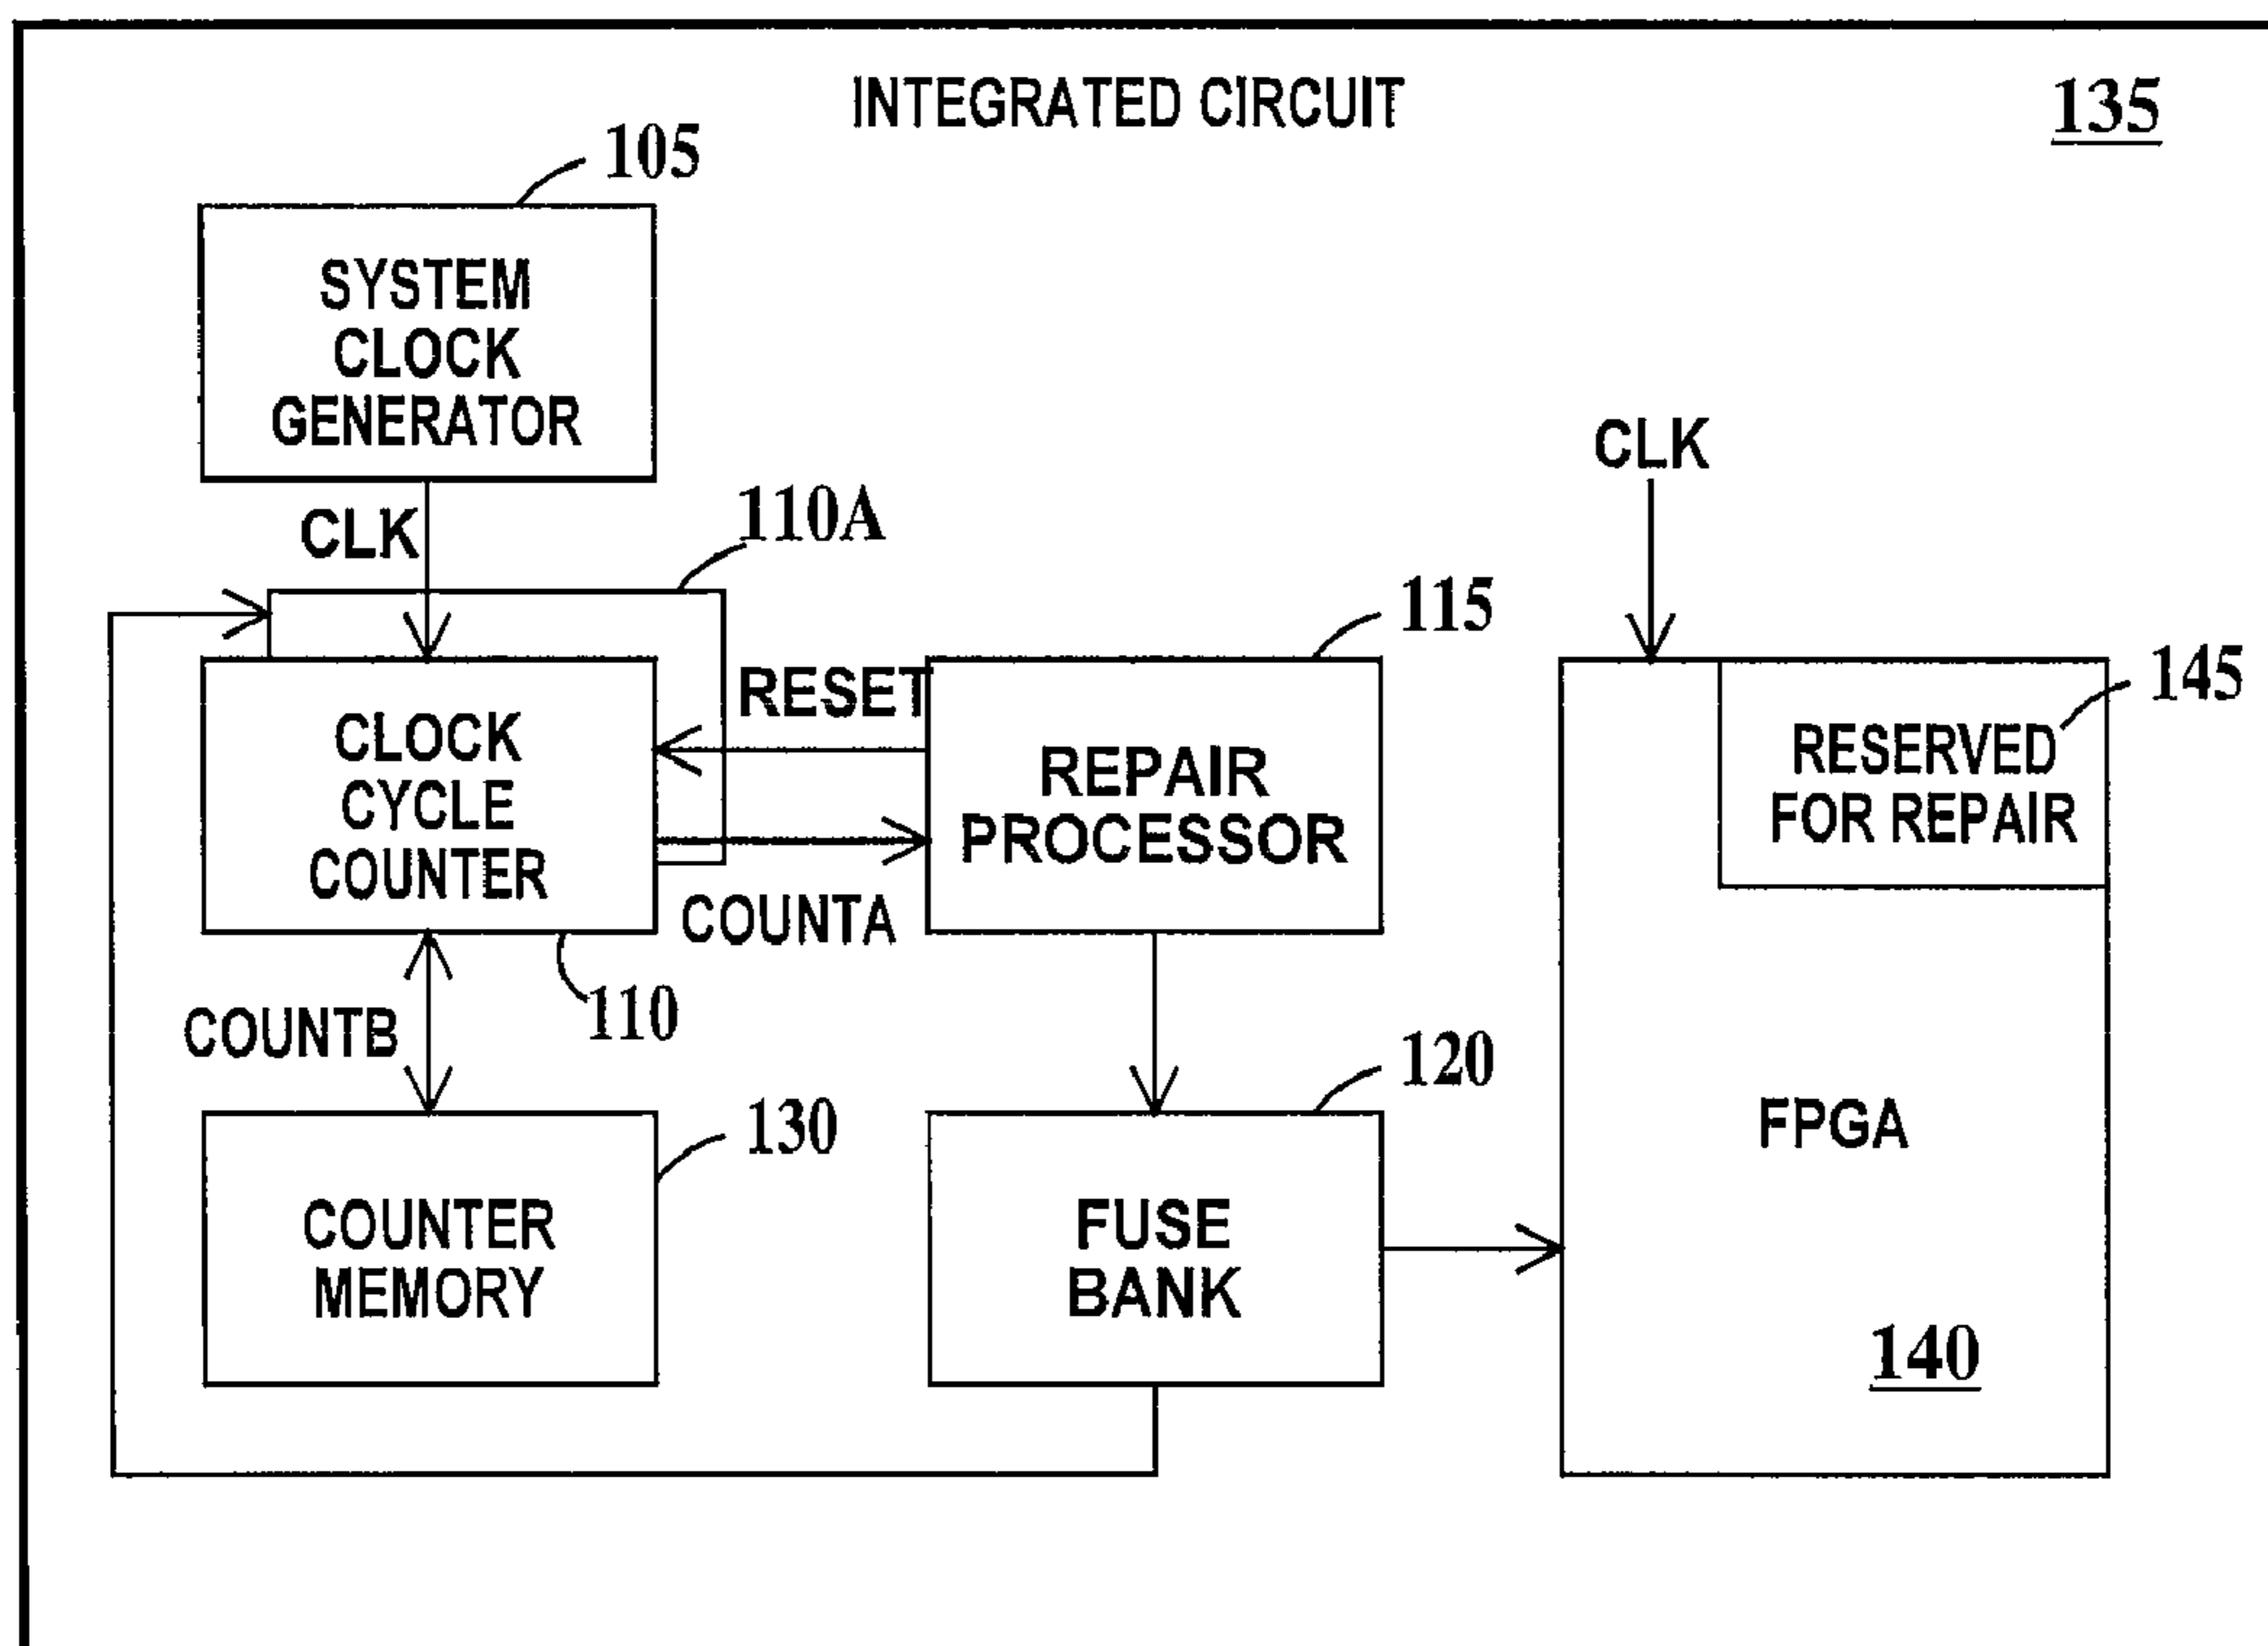 INTEGRATED CIRCUIT
135
105
SYSTEM
CLOCK
GENERATOR
CLK
CLK
110A
115
RESET
145
CLOCK
CYCLE
COUNTER
REPAIR
PROCESSOR
RESERVED
FOR REPAIR
COUNTA
110
COUNTB
120
130
FPGA
COUNTER
MEMORY
FUSE
BANK
140